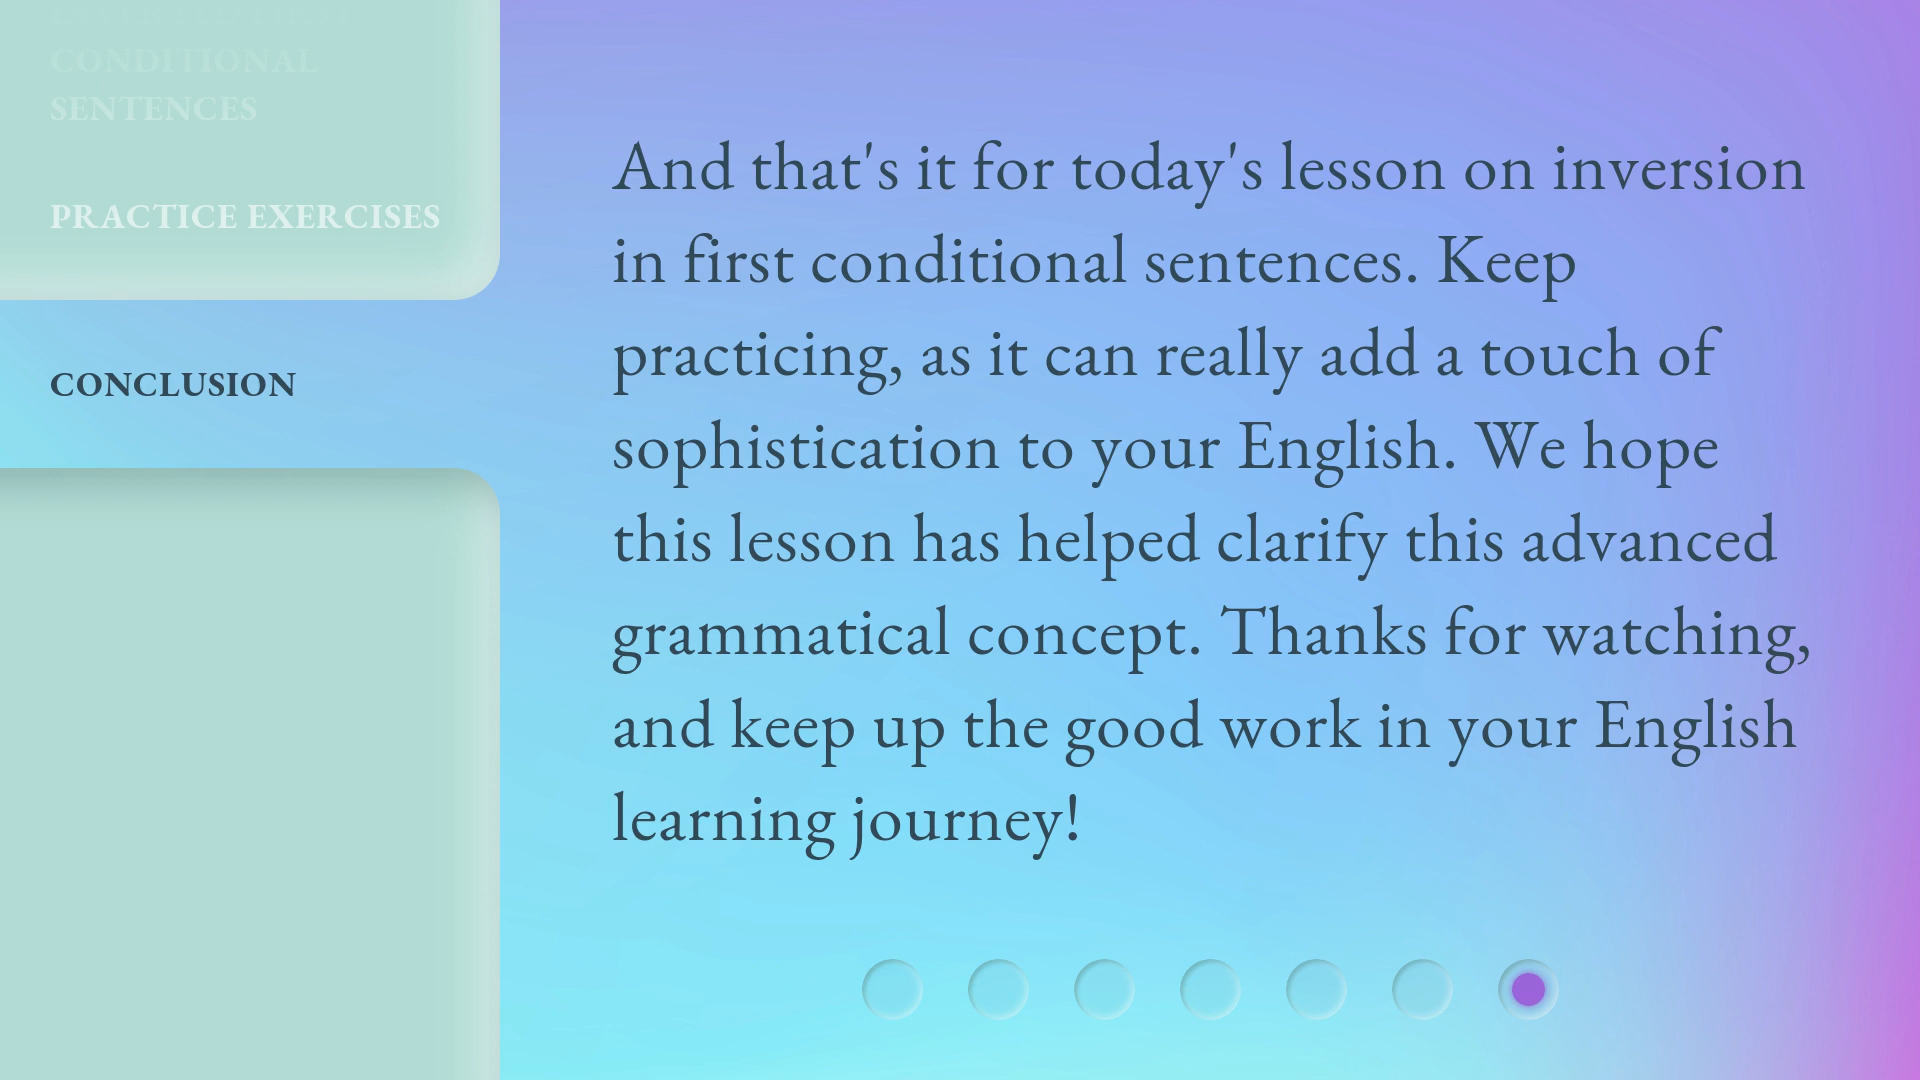 CONDITIONAL
SENTENCES
PRACTICE EXERCISES
CONCLUSION
And that's it for today's lesson on inversion
in first conditional sentences. Keep
practicing, as it can really add a touch of
sophistication to your English. We hope
this lesson has helped clarify this advanced
grammatical concept. Thanks for watching,
and keep up the good work in your English
learning journey!